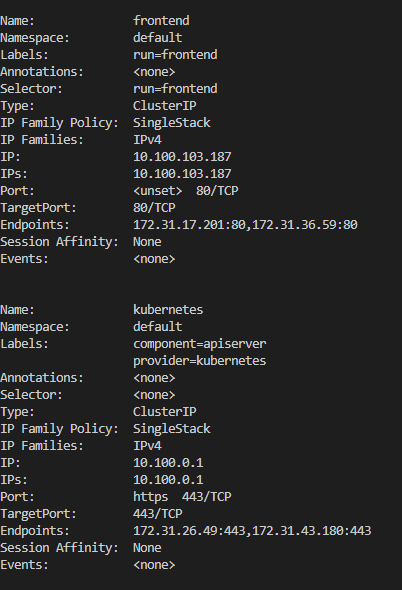 Name:              frontend
Namespace:         default
Labels:            run=frontend
Annotations:       <none>
Selector:          run=frontend
Type:              ClusterIP
IP Family Policy:  SingleStack
IP Families:       IPv4
IP:                10.100.103.187
IPs:               10.100.103.187
Port:              <unset>  80/TCP
TargetPort:        80/TCP
Endpoints:         172.31.17.201:80,172.31.36.59:80
Session Affinity:  None
Events:            <none>
Name:              kubernetes
Namespace:         default
Labels:            component=apiserver
                   provider=kubernetes
Annotations:       <none>
Selector:          <none>
Type:              ClusterIP
IP Family Policy:  SingleStack
IP Families:       IPv4
IP:                10.100.0.1
IPs:               10.100.0.1
Port:              https  443/TCP
TargetPort:        443/TCP
Endpoints:         172.31.26.49:443,172.31.43.180:443
Session Affinity:  None
Events:            <none>